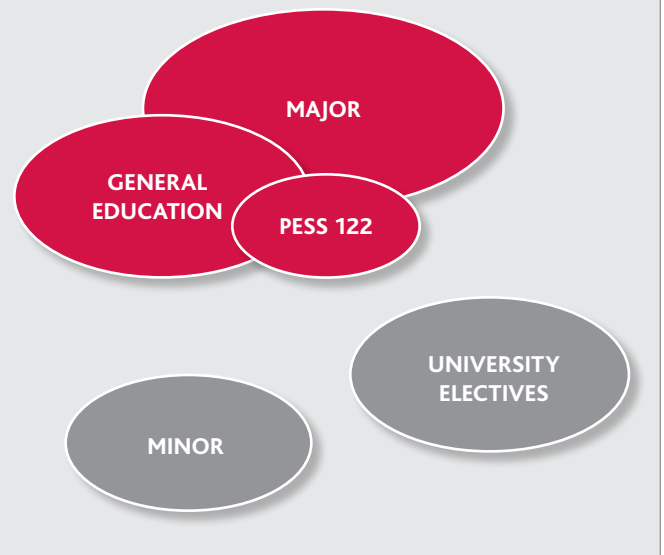 MAJOR
GENERAL
EDUCATION
PESS 122
UNIVERSITY
ELECTIVES
MINOR